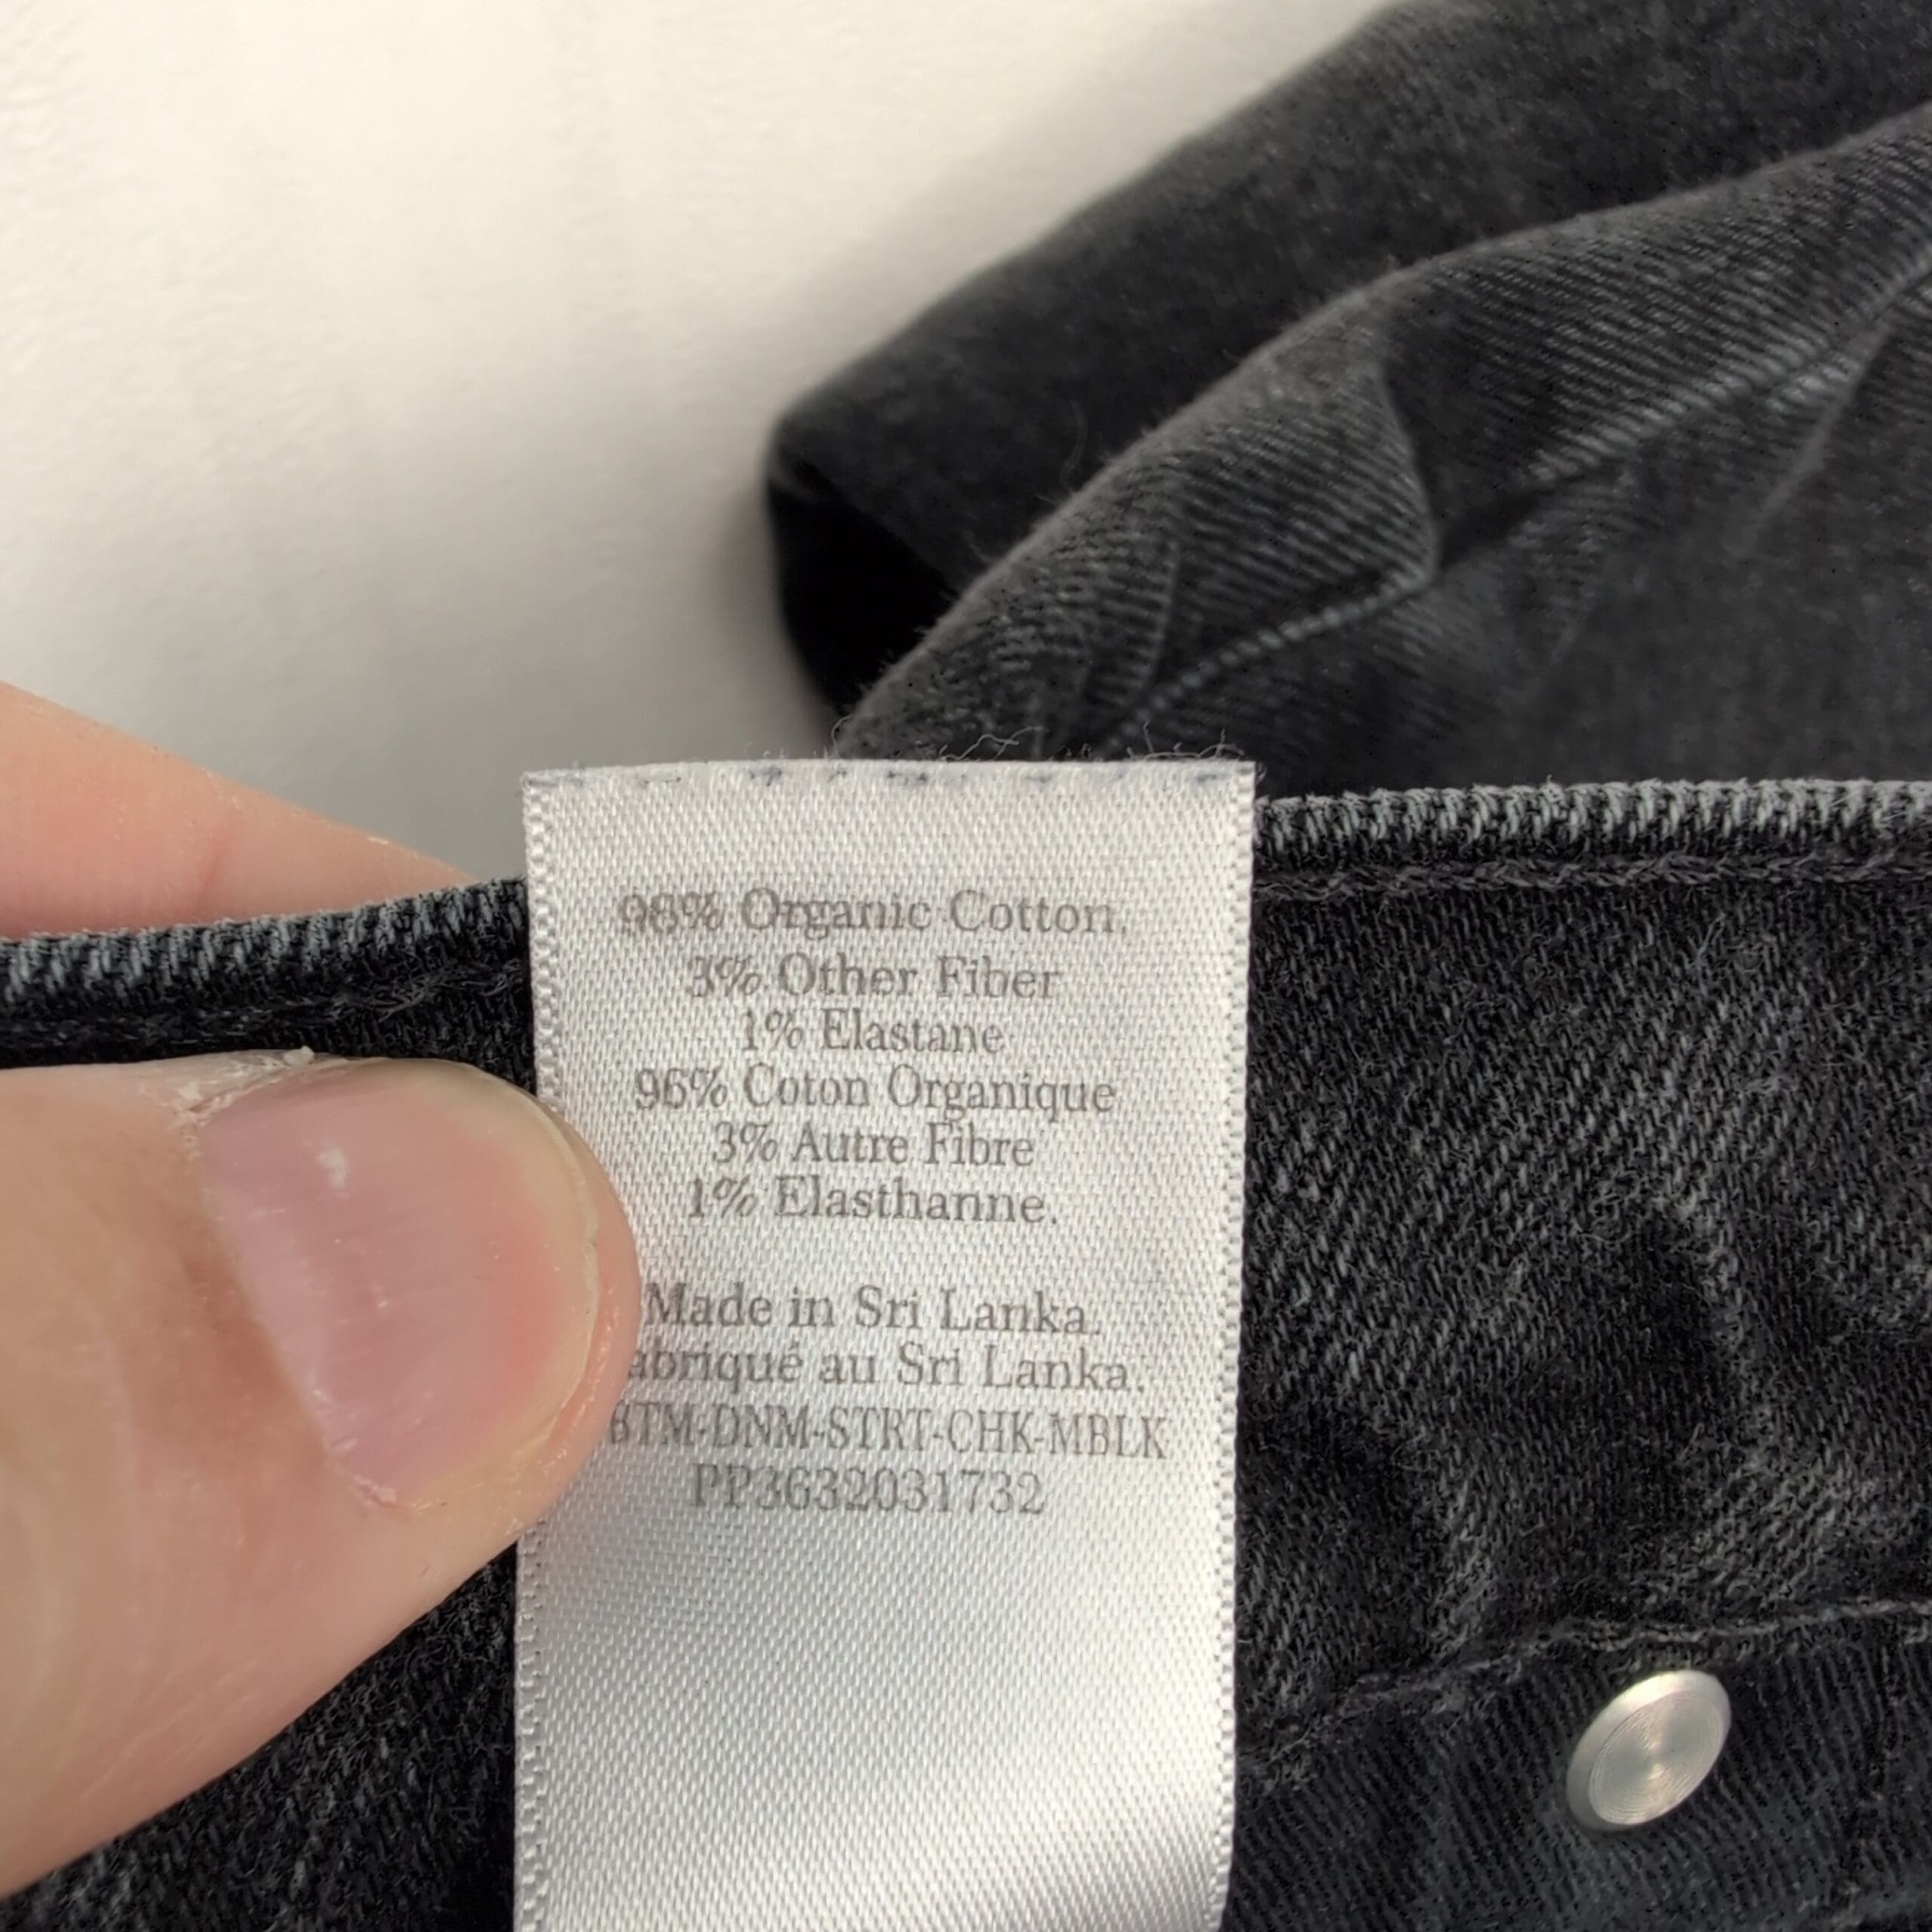 96% Organic Cotton.
3% Other Fiber
1% Elastane
96% Coton Organique
3% Autre Fibre
1% Elasthanne.
Made in Sri Lanka.
abriqué au Sri Lanka.
BTM-DNM-STRT-CHK-MBLK
PP3632031732